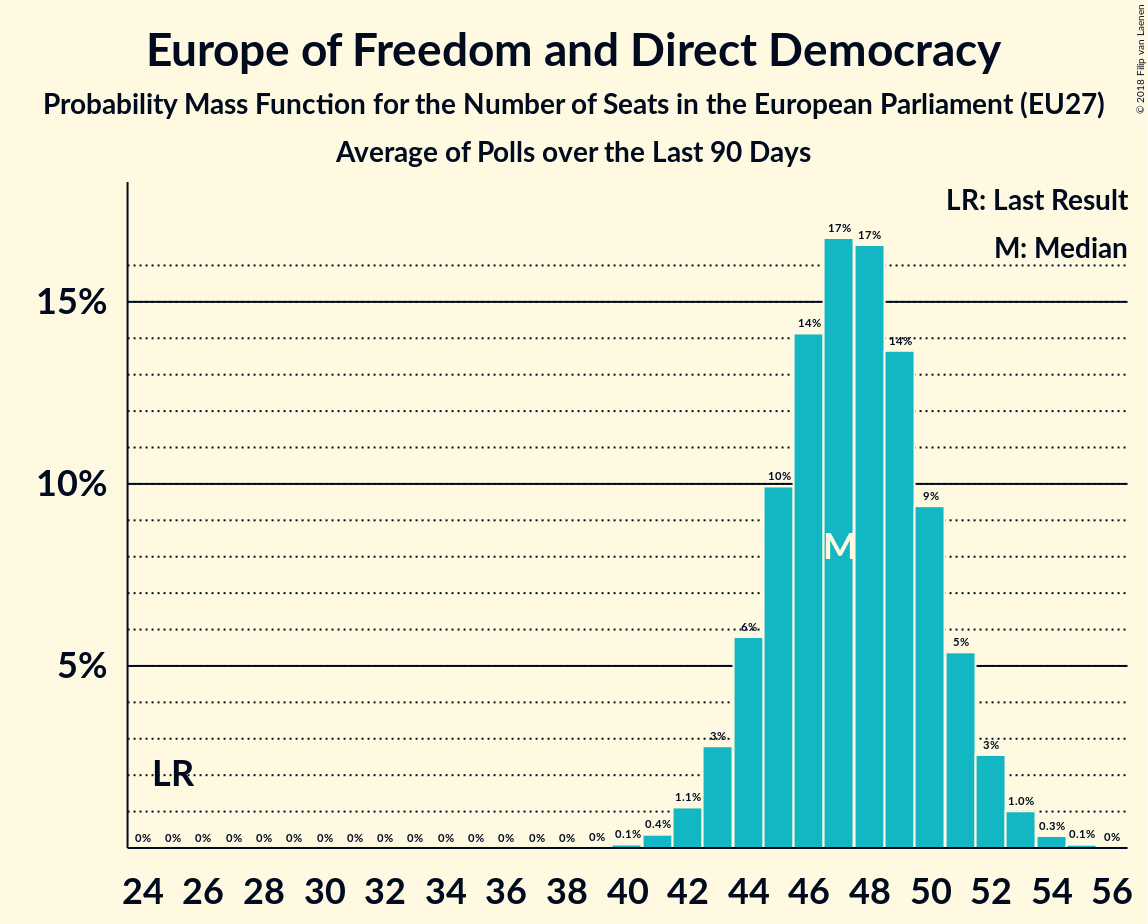 Europe of Freedom and Direct Democracy
Probability Mass Function for the Number of Seats in the European Parliament (EU27)
Average of Polls over the Last 90 Days
© 2018 Filip van Laenen
LR: Last Result
M: Median
15%
10%
5%
17% 17%
14% 14%
10%
9%
M
6% 5%
3% 3%
LR
0% 0% 0% 0% 0% 0% 0% 0% 0% 0% 0% 0% 0% 0% 0% 0% 0.1% 0.4% 1.1% 1.0% 0.3% 0.1% 0%
24 26 28 30 32 34 36 38 40 42 44 46 48 50 52 54 56